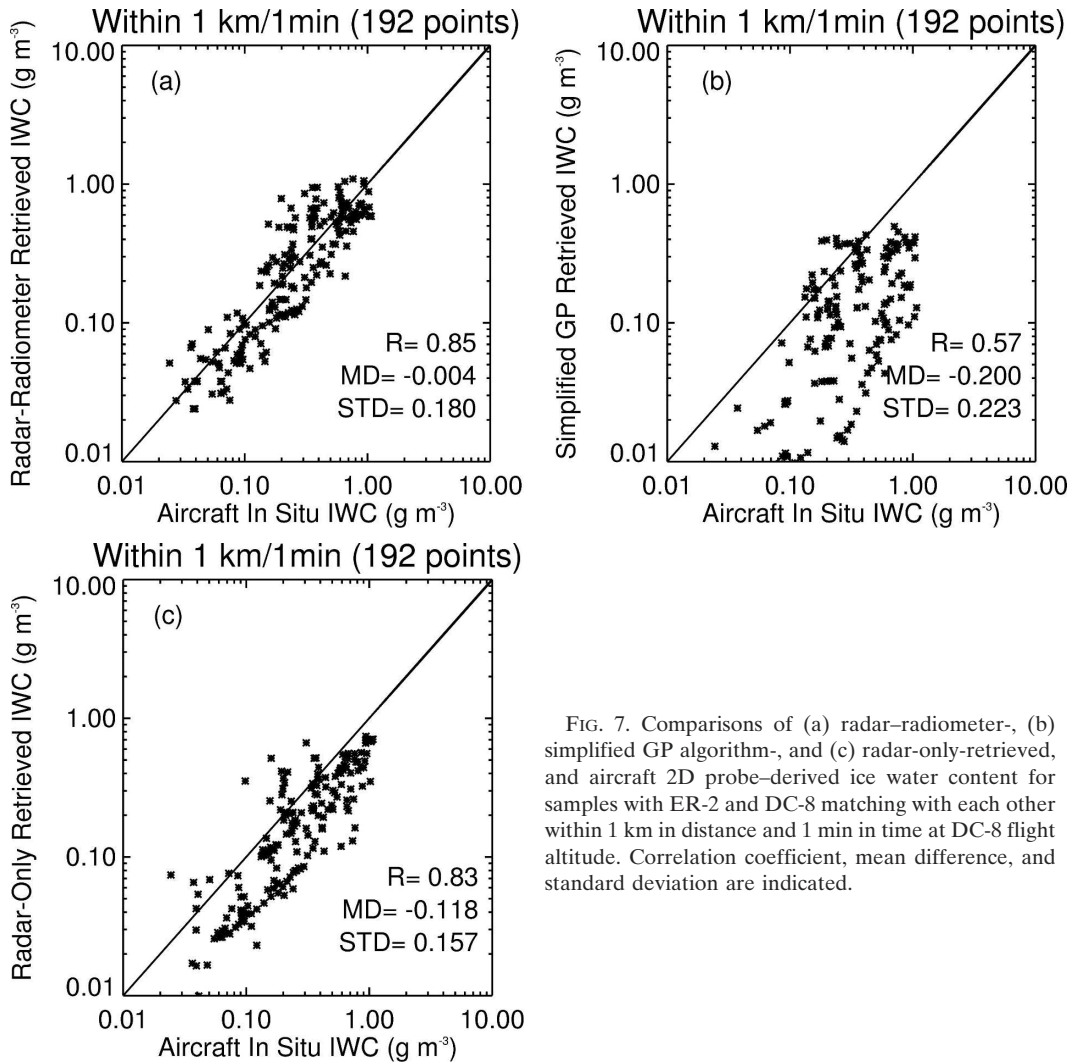 Within 1 km/1min (192 points)
Radar-Radiometer Retrieved IWC (g m⁻³)
10.00
1.00
0.10
0.01
(a)
R= 0.85
MD= -0.004
STD= 0.180
0.01 0.10 1.00 10.00
Aircraft In Situ IWC (g m⁻³)
Within 1 km/1min (192 points)
Simplified GP Retrieved IWC (g m⁻³)
10.00
1.00
0.10
0.01
(b)
R= 0.57
MD= -0.200
STD= 0.223
0.01 0.10 1.00 10.00
Aircraft In Situ IWC (g m⁻³)
Within 1 km/1min (192 points)
Radar-Only Retrieved IWC (g m⁻³)
10.00
1.00
0.10
0.01
(c)
R= 0.83
MD= -0.118
STD= 0.157
0.01 0.10 1.00 10.00
Aircraft In Situ IWC (g m⁻³)
FIG. 7. Comparisons of (a) radar–radiometer-, (b)
simplified GP algorithm-, and (c) radar-only-retrieved,
and aircraft 2D probe–derived ice water content for
samples with ER-2 and DC-8 matching with each other
within 1 km in distance and 1 min in time at DC-8 flight
altitude. Correlation coefficient, mean difference, and
standard deviation are indicated.